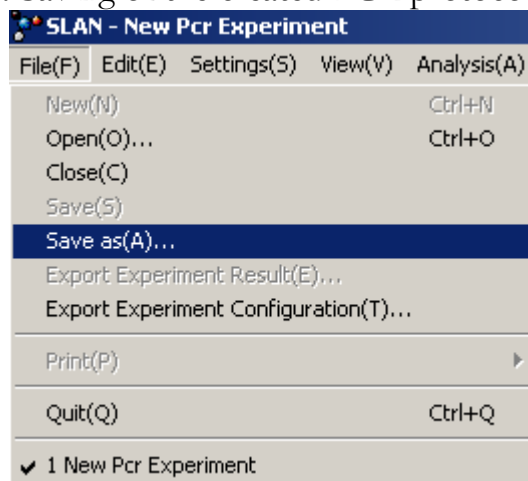 SLAN - New Pcr Experiment
File(F) Edit(E) Settings(S) View(V) Analysis(A)
New(N) Ctrl+N
Open(O)... Ctrl+O
Close(C)
Save(S)
Save as(A)...
Export Experiment Result(E)...
Export Experiment Configuration(T)...
Print(P)
Quit(Q) Ctrl+Q
✔ 1 New Pcr Experiment